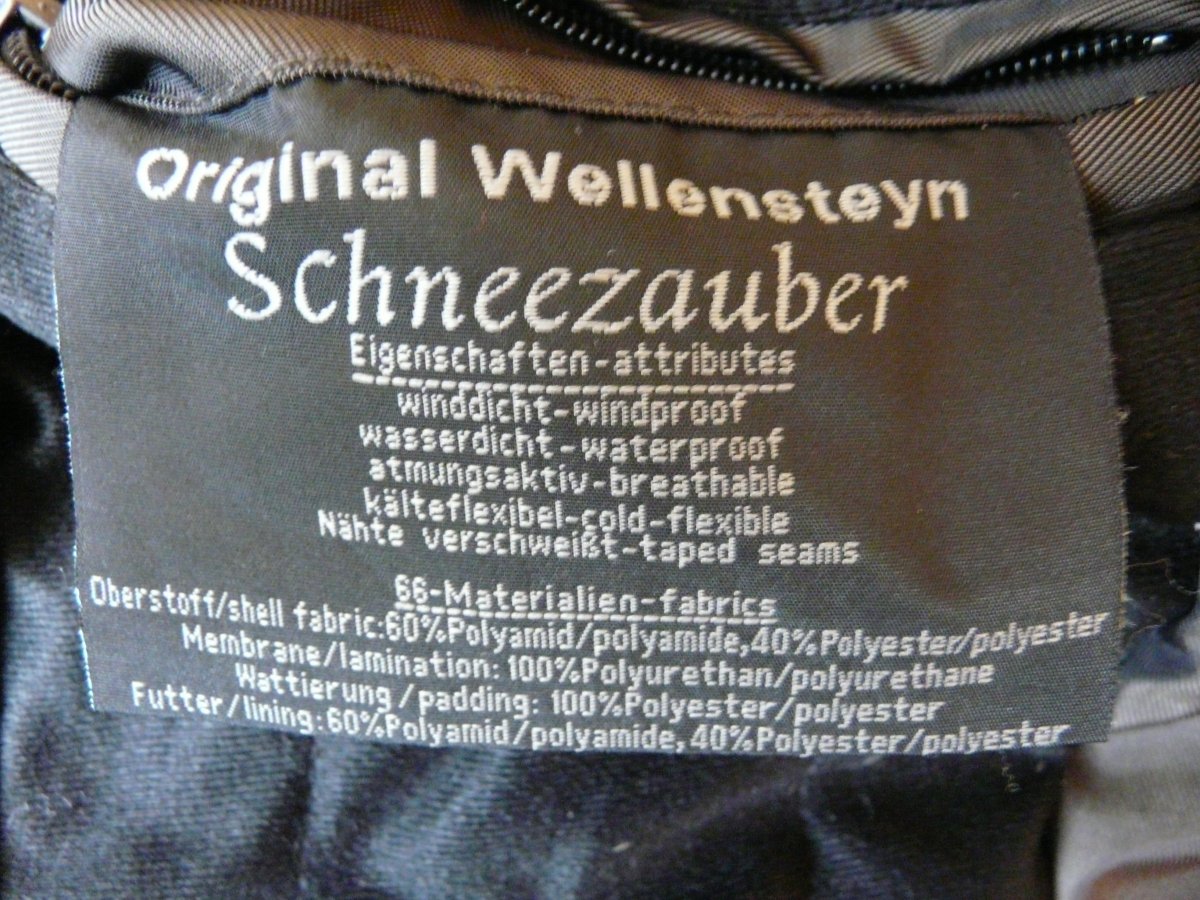 Original Wellensteyn
Schneezauber
Eigenschaften-attributes
winddicht-windproof
wasserdicht-waterproof
atmungsaktiv-breathable
kälteflexibel-cold-flexible
Nähte verschweißt-taped seams
66-Materialien-fabrics
Oberstoff/shell fabric:60%Polyamid/polyamide,40%Polyester/polyester
Membrane/lamination: 100%Polyurethan/polyurethane
Wattierung/padding: 100%Polyester/polyester
Futter/lining:60%Polyamid/polyamide,40%Polyester/polyester